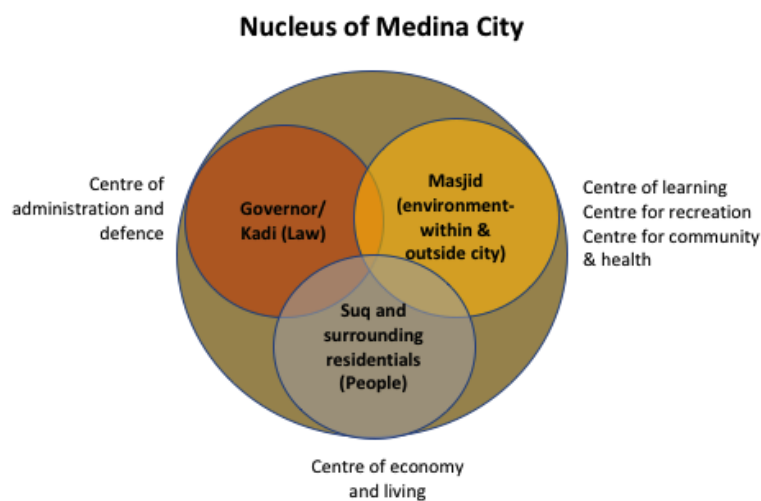 Nucleus of Medina City
Centre of
administration and
defence
Governor/
Kadi (Law)
Masjid
(environment-
within &
outside city)
Centre of learning
Centre for recreation
Centre for community
& health
Suq and
surrounding
residentials
(People)
Centre of economy
and living